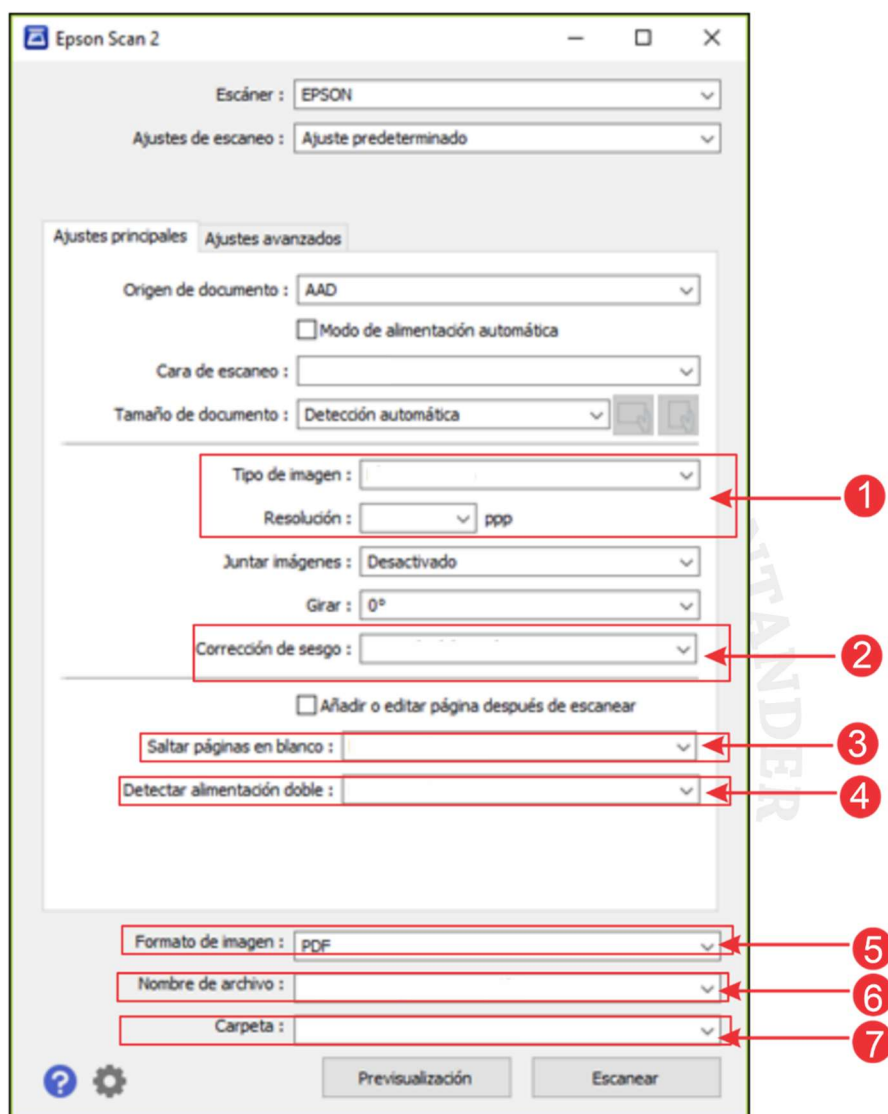 Epson Scan 2
Escáner : EPSON
Ajustes de escaneo : Ajuste predeterminado
Ajustes principales Ajustes avanzados
Origen de documento : AAD
Modo de alimentación automática
Cara de escaneo :
Tamaño de documento : Detección automática
Tipo de imagen :
1
Resolución : ppp
Juntar imágenes : Desactivado
Girar : 0°
Corrección de sesgo :
2
Añadir o editar página después de escanear
Saltar páginas en blanco :
3
Detectar alimentación doble :
4
Formato de imagen : PDF
5
Nombre de archivo :
6
Carpeta :
7
? Previsualización Escanear